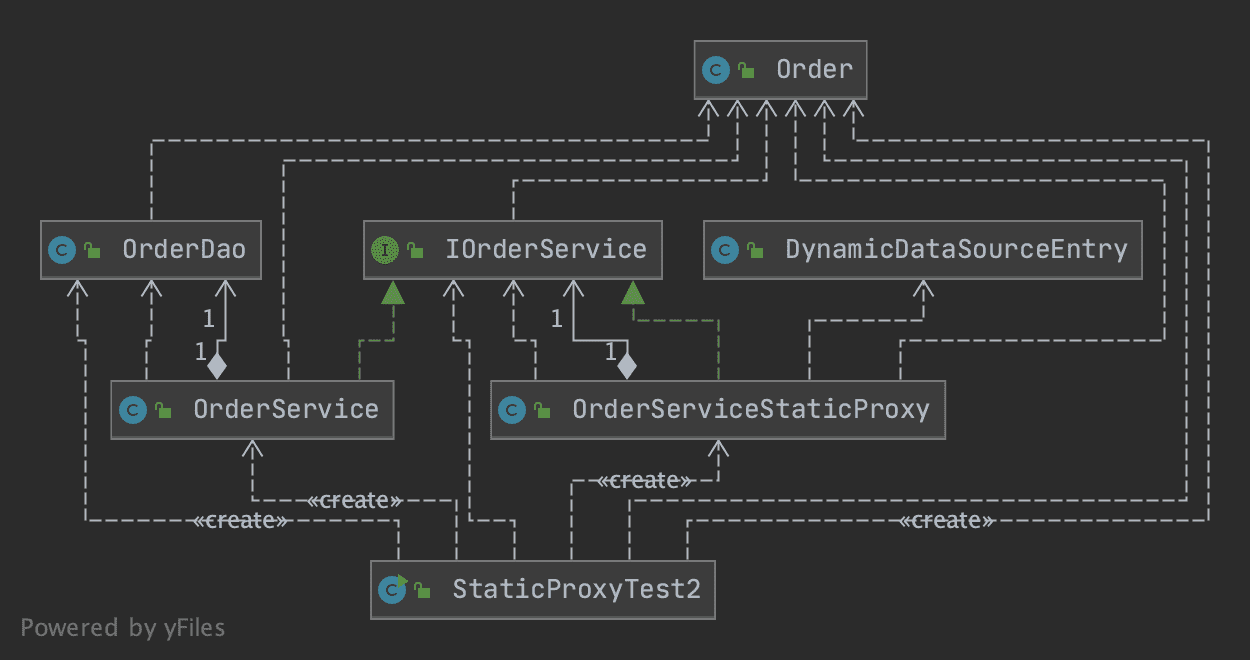 Order
OrderDao
IOrderService
DynamicDataSourceEntry
1
1
1
1
OrderService
OrderServiceStaticProxy
«create»
«create»
«create»
«create»
StaticProxyTest2
Powered by yFiles